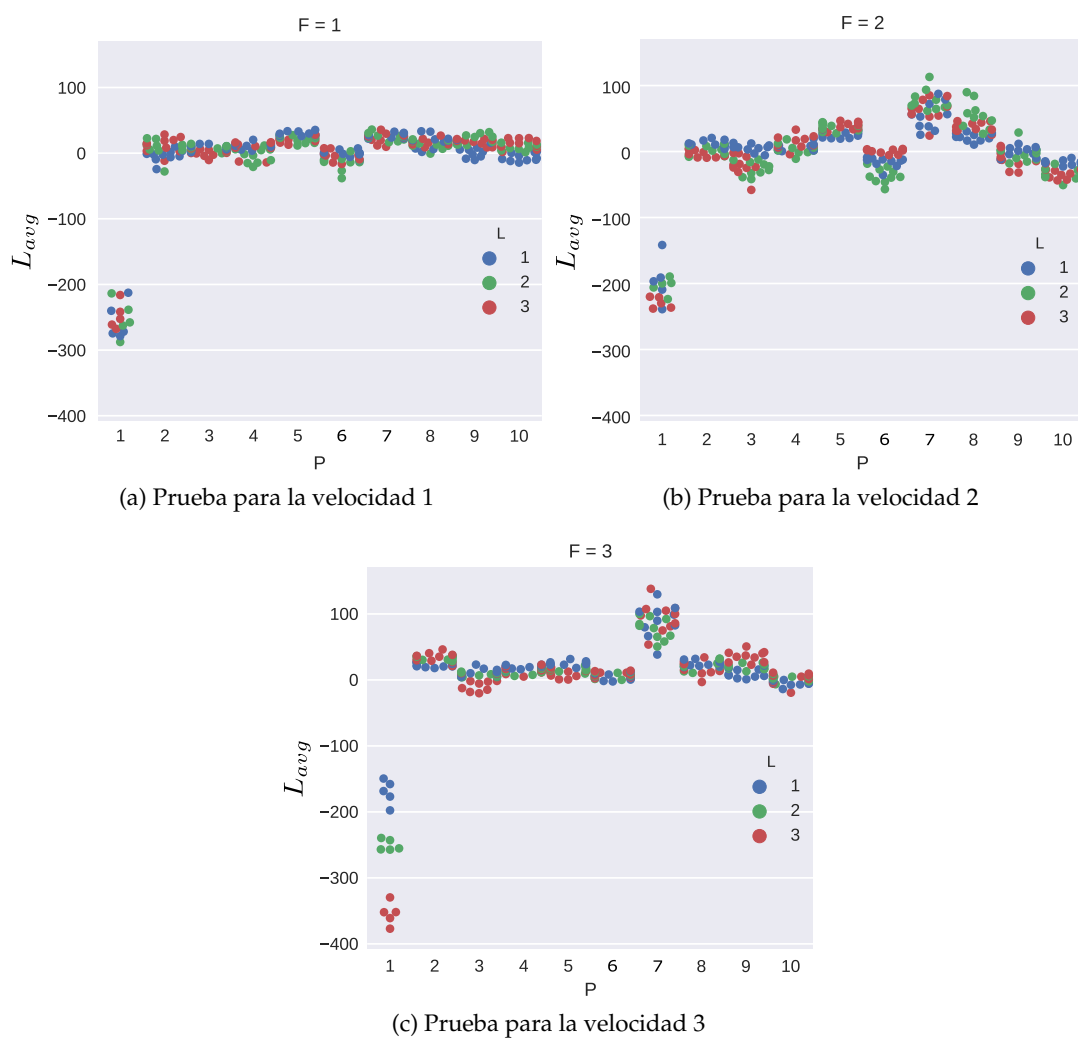 F = 1
100
0
−100
−200
−300
−400
L_avg
L
1
2
3
1 2 3 4 5 6 7 8 9 10
P
(a) Prueba para la velocidad 1
F = 2
100
0
−100
−200
−300
−400
L_avg
L
1
2
3
1 2 3 4 5 6 7 8 9 10
P
(b) Prueba para la velocidad 2
F = 3
100
0
−100
−200
−300
−400
L_avg
L
1
2
3
1 2 3 4 5 6 7 8 9 10
P
(c) Prueba para la velocidad 3